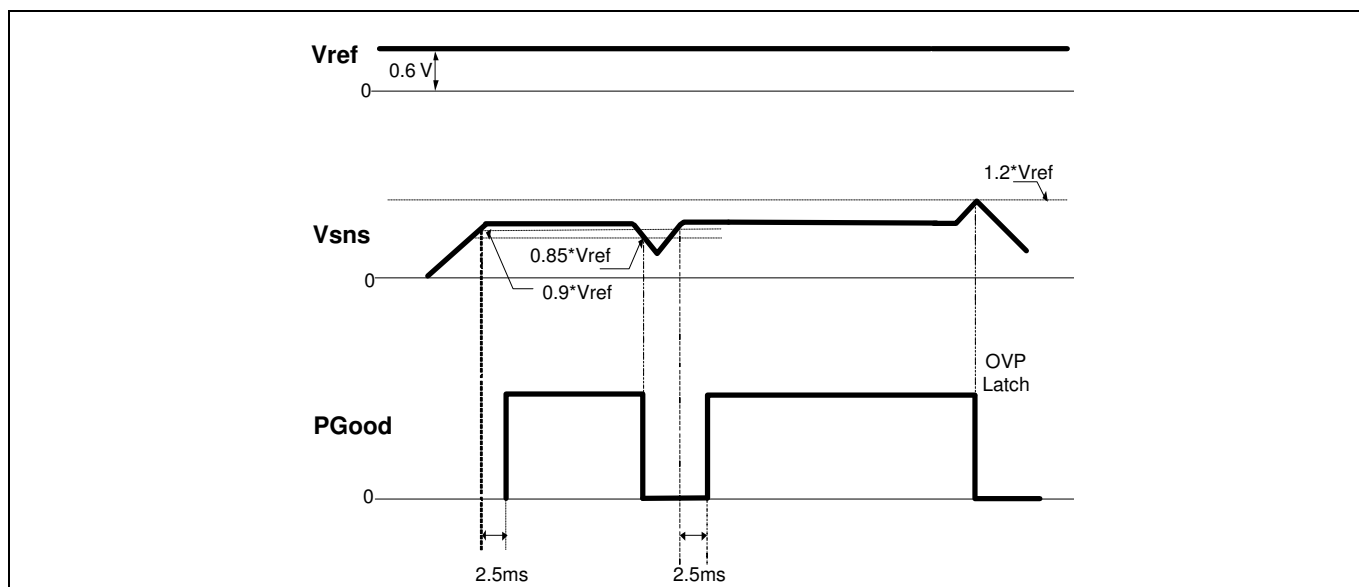 Vref
0.6 V
0
1.2*Vref
Vsns
0.85*Vref
0
0.9*Vref
OVP
Latch
PGood
0
2.5ms
2.5ms